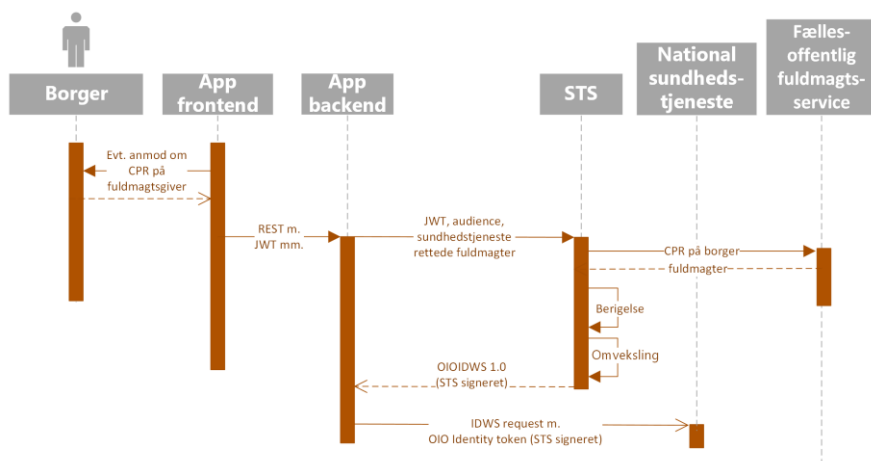 Borger
App
frontend
App
backend
STS
National
sundheds-
tjeneste
Fælles-
offentlig
fuldmagts-
service
Evt. anmod om
CPR på
fuldmagtsgiver
REST m.
JWT mm.
JWT, audience,
sundhedstjeneste
rettede fuldmagter
CPR på borger
fuldmagter
Berigelse
Omveksling
OIOIDWS 1.0
(STS signeret)
IDWS request m.
OIO Identity token (STS signeret)